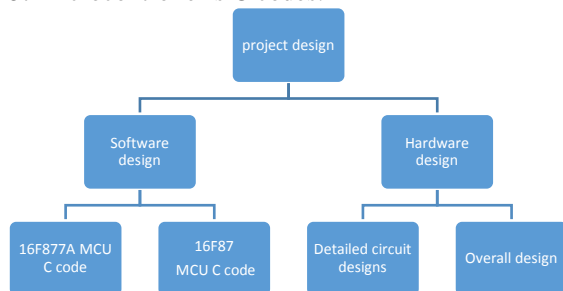 project design
Software
design
Hardware
design
16F877A MCU
C code
16F87
MCU C code
Detailed circuit
designs
Overall design